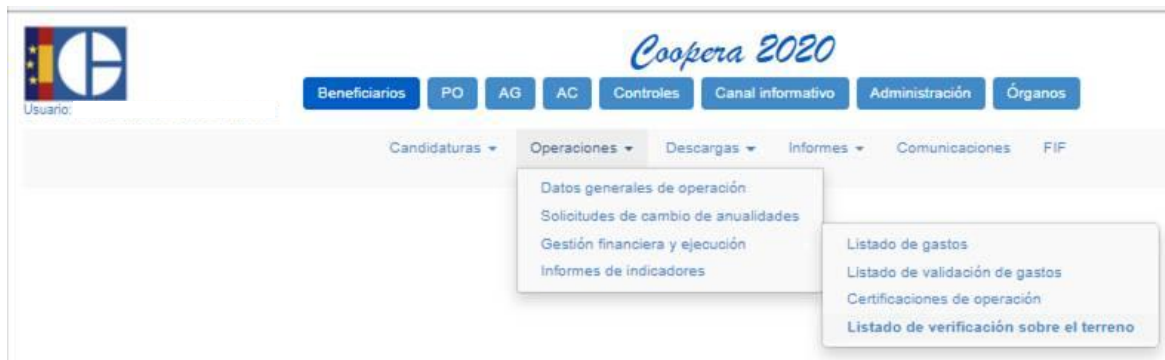 Coopera 2020
Beneficiarios PO AG AC Controles Canal informativo Administración Órganos
Usuario:
Candidaturas Operaciones Descargas Informes Comunicaciones FIF
Datos generales de operación
Solicitudes de cambio de anualidades
Gestión financiera y ejecución
Informes de indicadores
Listado de gastos
Listado de validación de gastos
Certificaciones de operación
Listado de verificación sobre el terreno